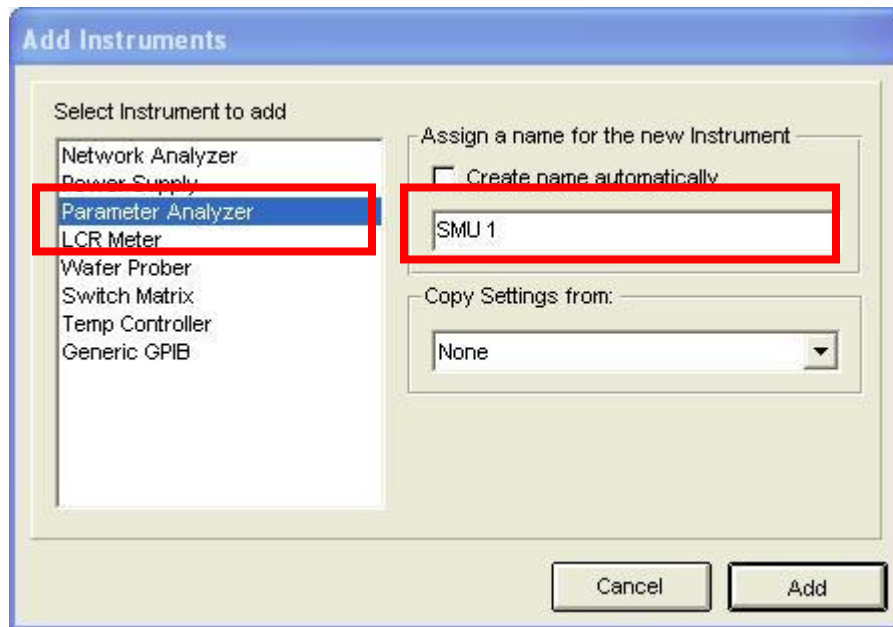 Add Instruments
Select Instrument to add
Network Analyzer
Power Supply
Parameter Analyzer
LCR Meter
Wafer Prober
Switch Matrix
Temp Controller
Generic GPIB
Assign a name for the new Instrument
Create name automatically
SMU 1
Copy Settings from:
None
Cancel
Add